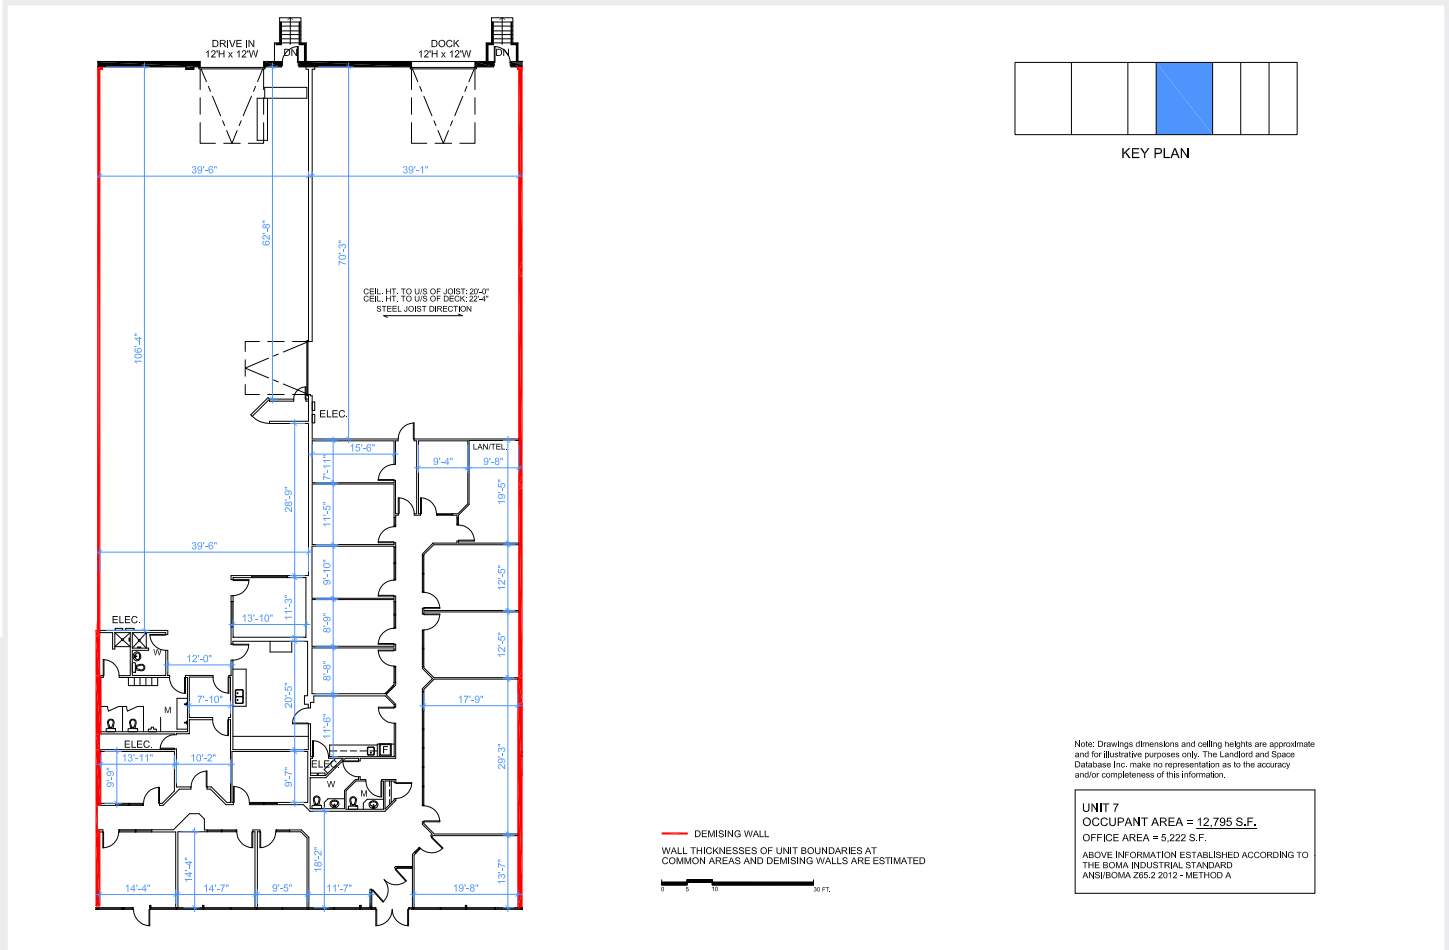 DRIVE IN
12'H x 12'W
DN
DOCK
12'H x 12'W
DN
KEY PLAN
39'-6"
39'-1"
62'-8"
70'-3"
CEIL. HT. TO U/S OF JOIST: 20'-0"
CEIL. HT. TO U/S OF DECK: 22'-4"
STEEL JOIST DIRECTION
106'-4"
ELEC.
15'-6"
LAN/TEL.
7'-11"
9'-4"
9'-8"
19'-5"
28'-9"
11'-5"
39'-6"
9'-10"
12'-5"
11'-3"
13'-10"
8'-9"
ELEC.
W
12'-0"
12'-5"
8'-8"
7'-10"
20'-5"
17'-9"
M
11'-6"
ELEC.
F
13'-11"
10'-2"
29'-3"
ELEC.
9'-9"
9'-7"
W
M
14'-4"
18'-2"
13'-7"
14'-4"
14'-7"
9'-5"
11'-7"
19'-8"
DEMISING WALL
WALL THICKNESSES OF UNIT BOUNDARIES AT
COMMON AREAS AND DEMISING WALLS ARE ESTIMATED
0 5 10 30 FT.
Note: Drawings dimensions and ceiling heights are approximate
and for illustrative purposes only. The Landlord and Space
Database Inc. make no representation as to the accuracy
and/or completeness of this information.
UNIT 7
OCCUPANT AREA = 12,795 S.F.
OFFICE AREA = 5,222 S.F.
ABOVE INFORMATION ESTABLISHED ACCORDING TO
THE BOMA INDUSTRIAL STANDARD
ANSI/BOMA Z65.2 2012 - METHOD A